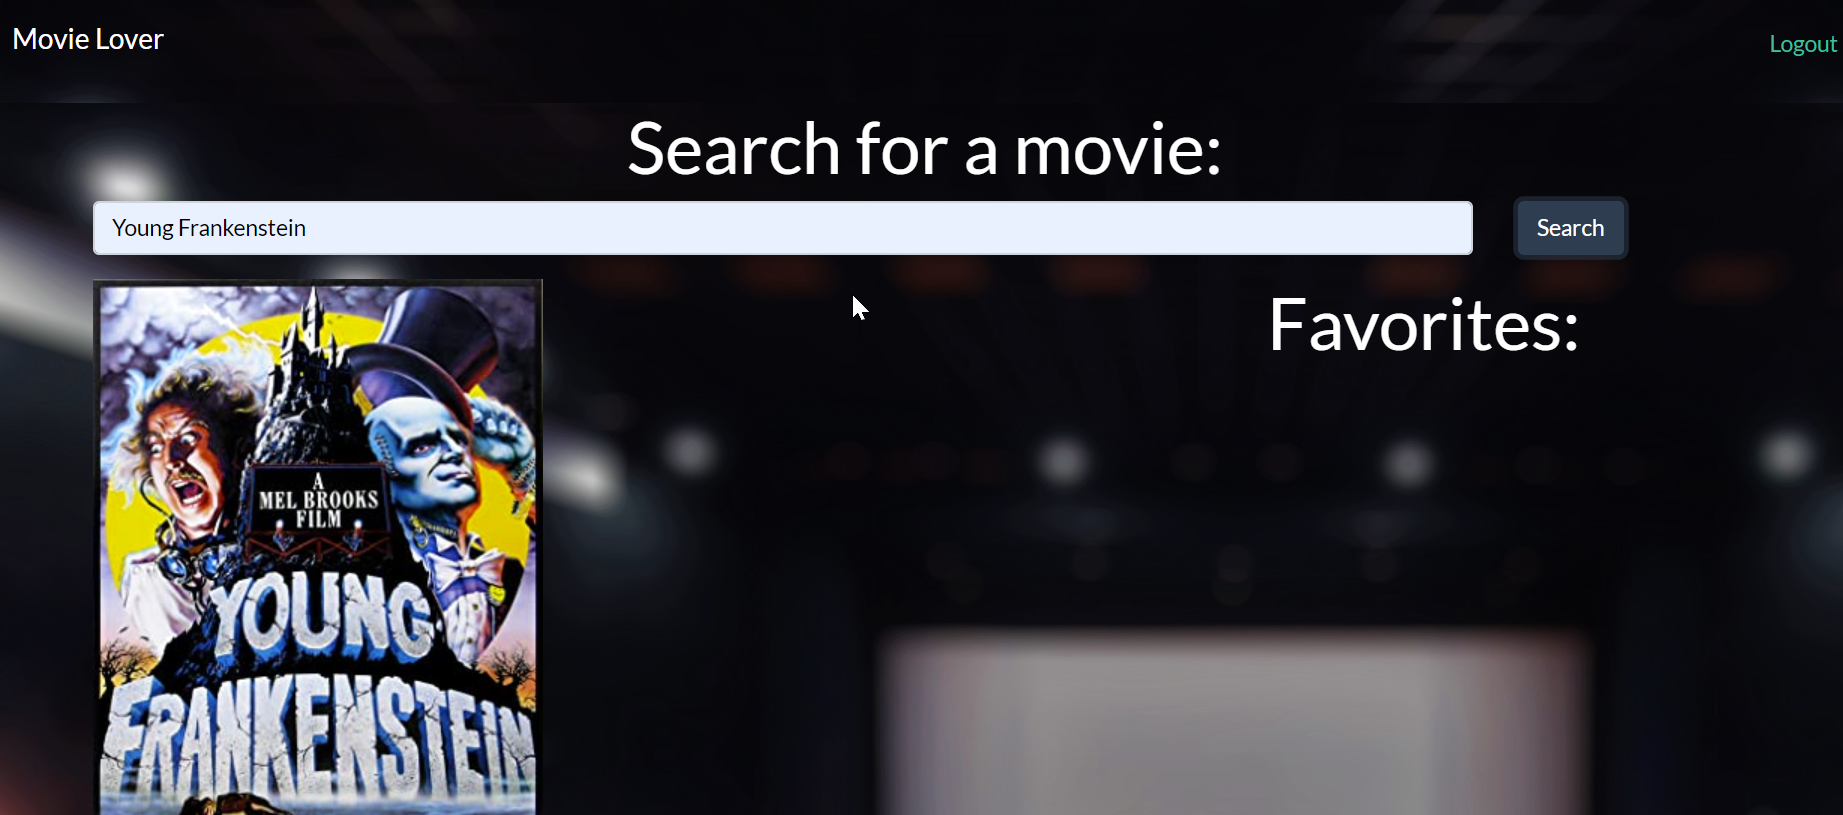 Movie Lover
Logout
Search for a movie:
Young Frankenstein
Search
Favorites:
A
MEL BROOKS
FILM
YOUNG
FRANKENSTEIN